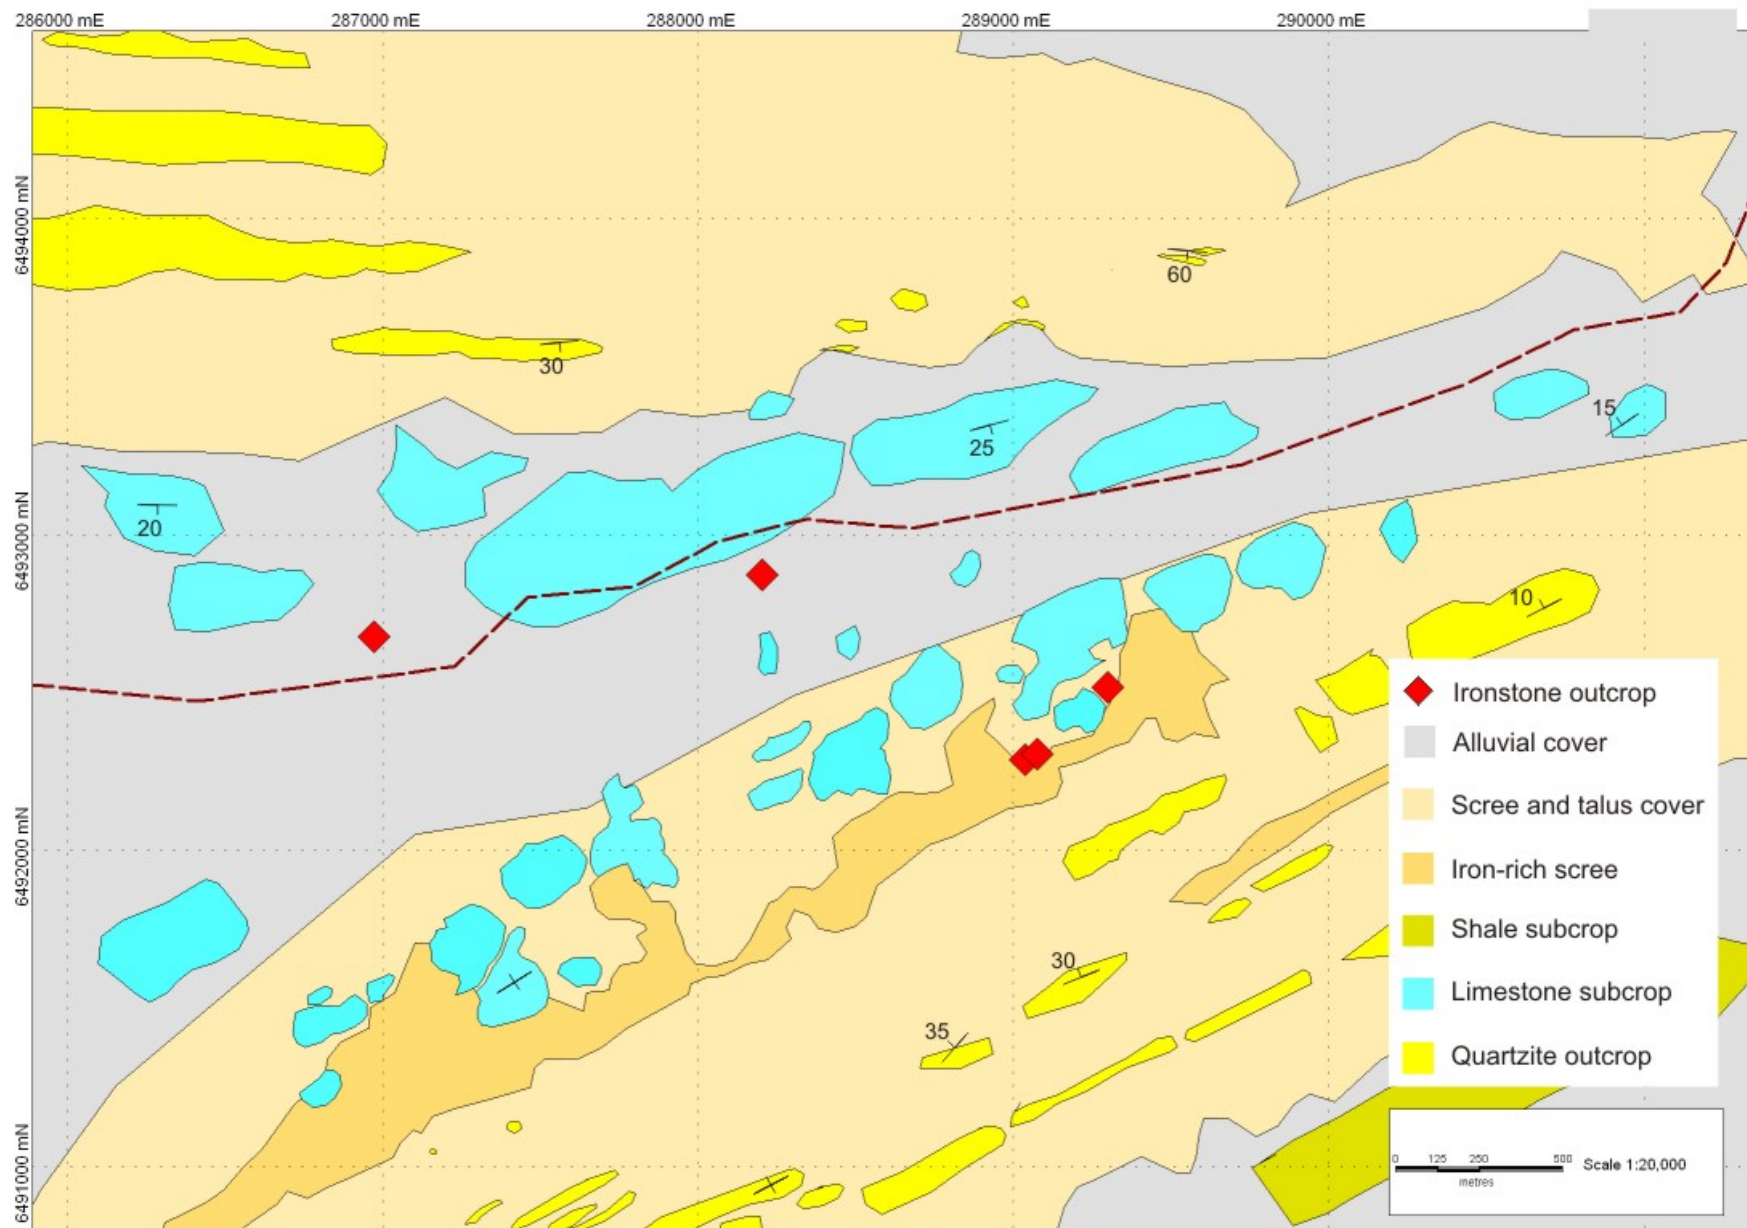 286000 mE 287000 mE 288000 mE 289000 mE 290000 mE
6494000 mN
6493000 mN
6492000 mN
6491000 mN
60
30
15
25
20
10
30
35
Ironstone outcrop
Alluvial cover
Scree and talus cover
Iron-rich scree
Shale subcrop
Limestone subcrop
Quartzite outcrop
0 125 250 500 Scale 1:20,000
metres